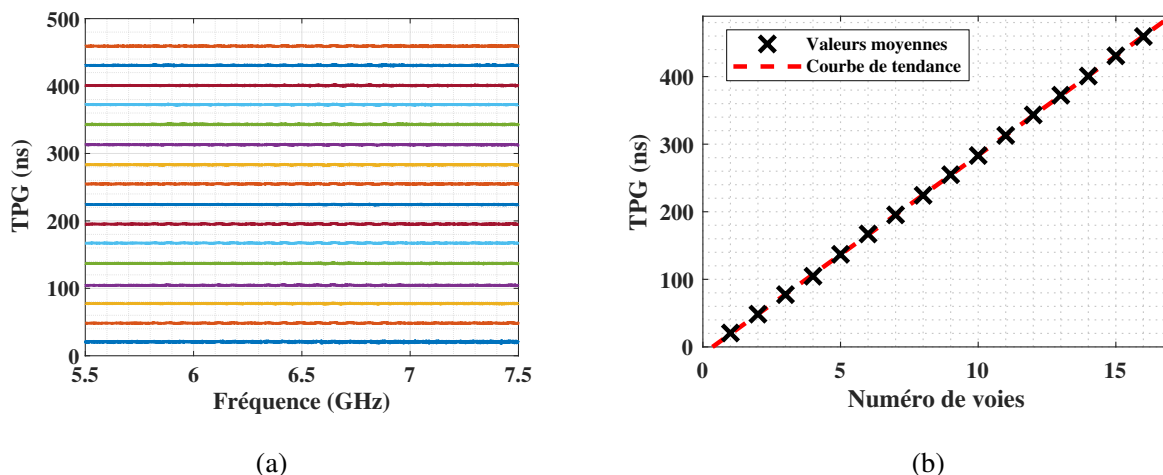 500
400
300
200
100
0
TPG (ns)
5.5 6 6.5 7 7.5
Fréquence (GHz)
(a)
400
300
200
100
0
TPG (ns)
Valeurs moyennes
Courbe de tendance
0 5 10 15
Numéro de voies
(b)